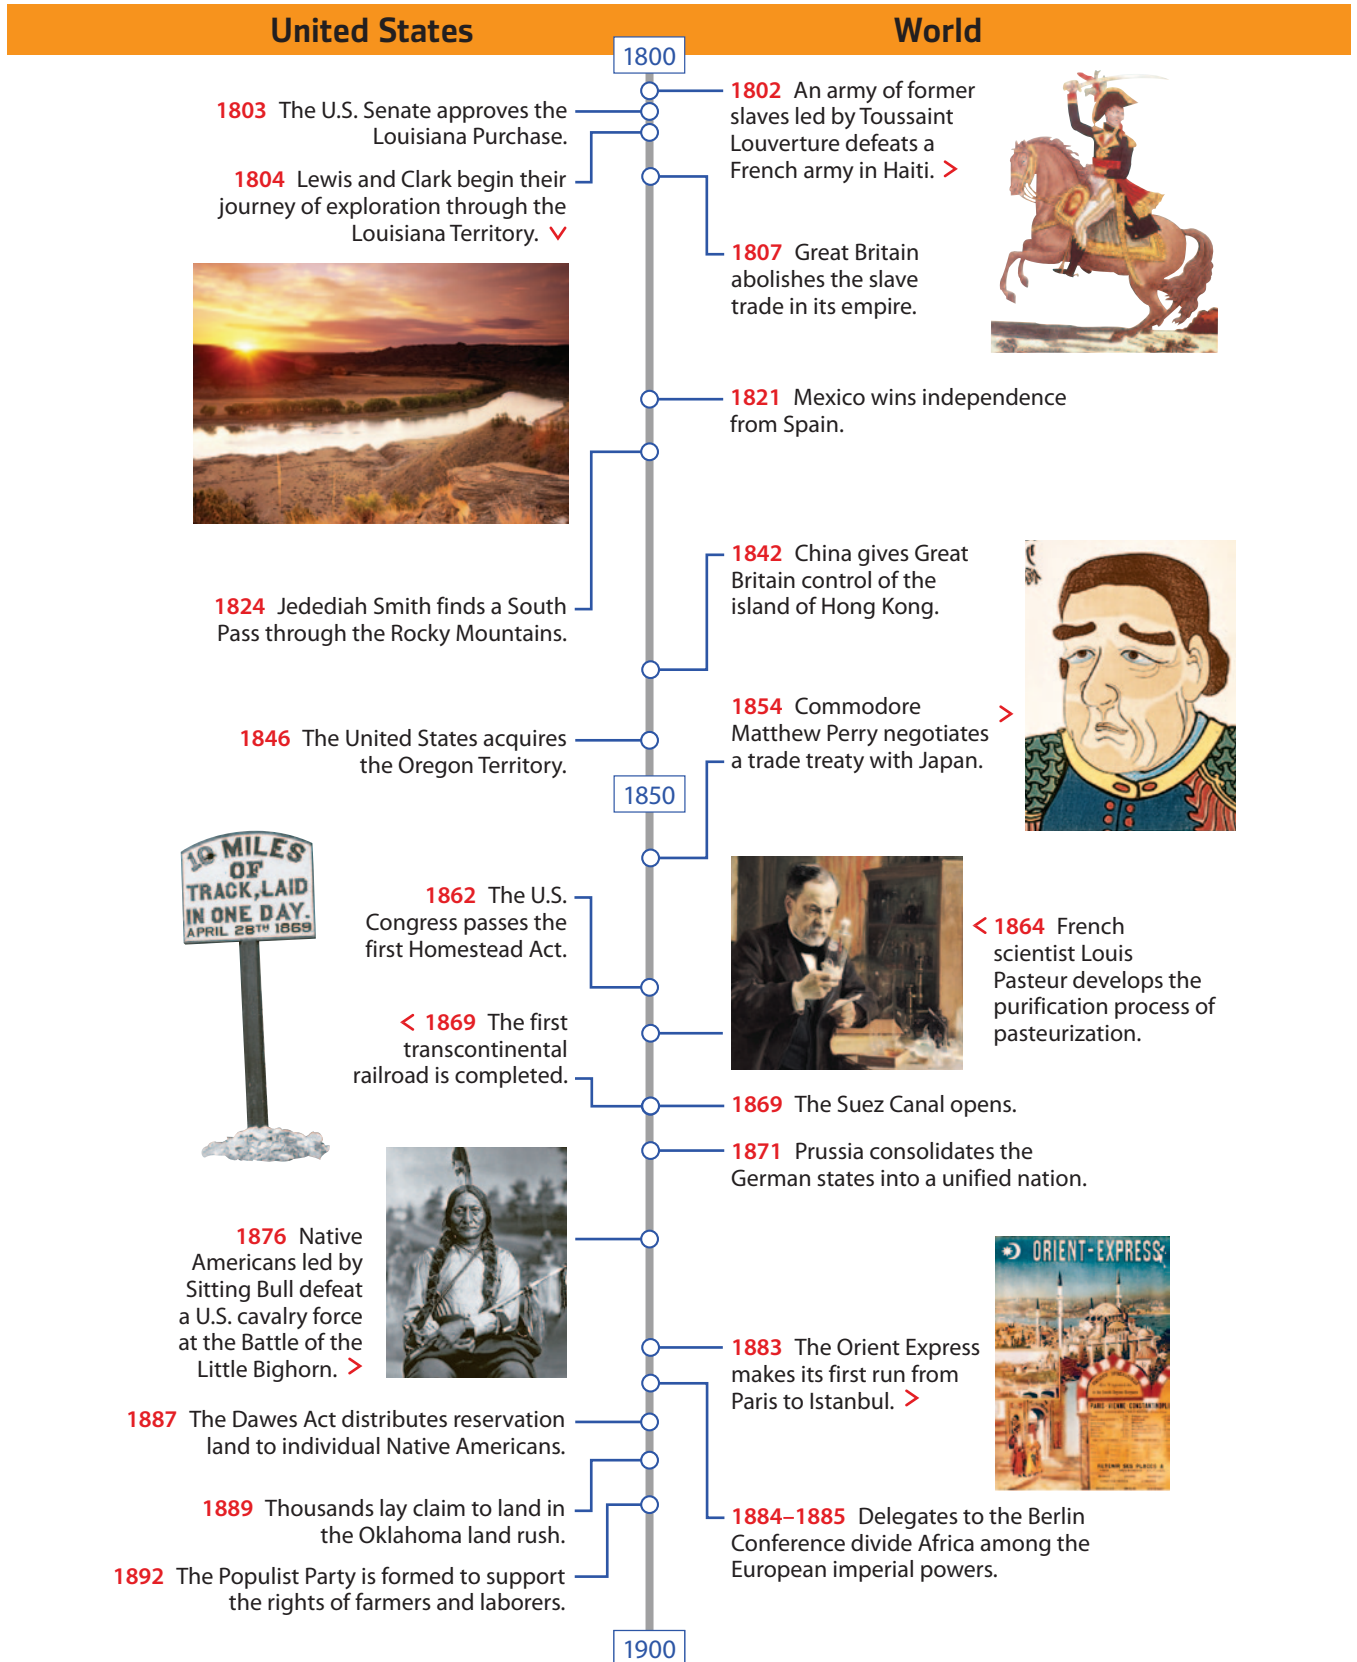 United States
World
1800
1803 The U.S. Senate approves the
Louisiana Purchase.
1804 Lewis and Clark begin their
journey of exploration through the
Louisiana Territory.
1824 Jedediah Smith finds a South
Pass through the Rocky Mountains.
1846 The United States acquires
the Oregon Territory.
1802 An army of former
slaves led by Toussaint
Louverture defeats a
French army in Haiti. >
1807 Great Britain
abolishes the slave
trade in its empire.
1821 Mexico wins independence
from Spain.
1842 China gives Great
Britain control of the
island of Hong Kong.
1854 Commodore >
Matthew Perry negotiates
a trade treaty with Japan.
1850
10 MILES
OF
TRACK, LAID
IN ONE DAY.
APRIL 28TH 1869
1862 The U.S.
Congress passes the
first Homestead Act.
< 1869 The first
transcontinental
railroad is completed.
1876 Native
Americans led by
Sitting Bull defeat
a U.S. cavalry force
at the Battle of the
Little Bighorn. >
1887 The Dawes Act distributes reservation
land to individual Native Americans.
1889 Thousands lay claim to land in
the Oklahoma land rush.
1892 The Populist Party is formed to support
the rights of farmers and laborers.
< 1864 French
scientist Louis
Pasteur develops the
purification process of
pasteurization.
1869 The Suez Canal opens.
1871 Prussia consolidates the
German states into a unified nation.
1883 The Orient Express
makes its first run from
Paris to Istanbul. >
ORIENT-EXPRESS
PARIS VIENNE CONSTANTINOPLE
1884–1885 Delegates to the Berlin
Conference divide Africa among the
European imperial powers.
1900